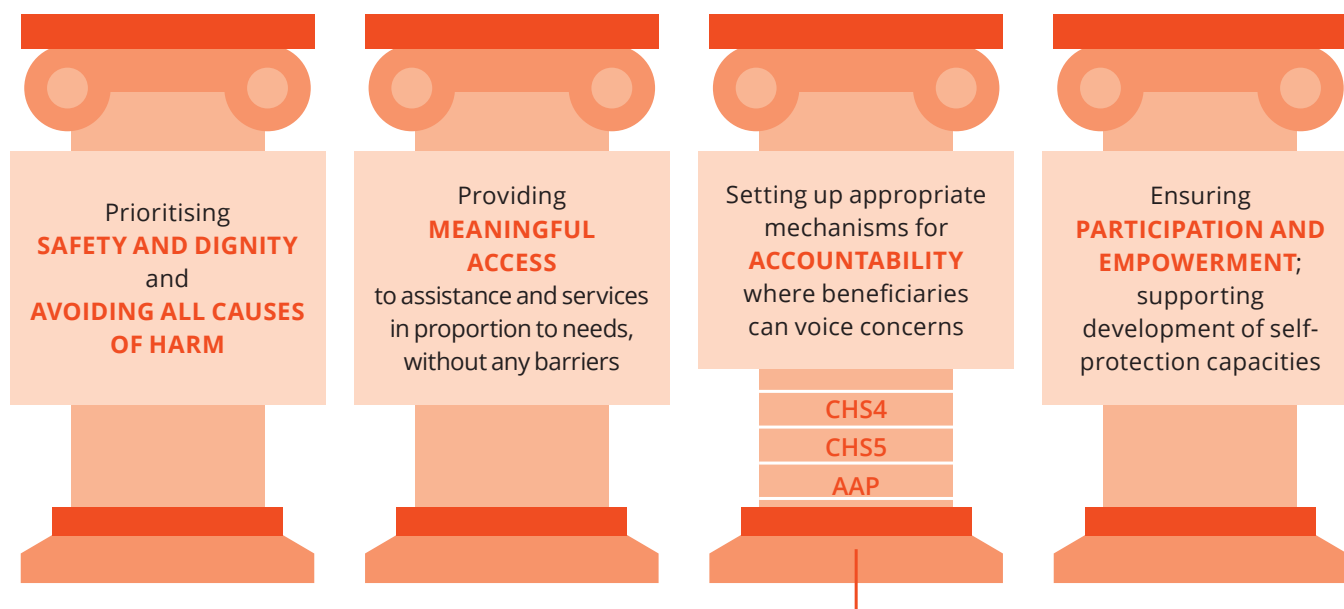 Prioritising
SAFETY AND DIGNITY
and
AVOIDING ALL CAUSES
OF HARM
Providing
MEANINGFUL
ACCESS
to assistance and services
in proportion to needs,
without any barriers
Setting up appropriate
mechanisms for
ACCOUNTABILITY
where beneficiaries
can voice concerns
CHS4
CHS5
AAP
Ensuring
PARTICIPATION AND
EMPOWERMENT;
supporting
development of self-
protection capacities